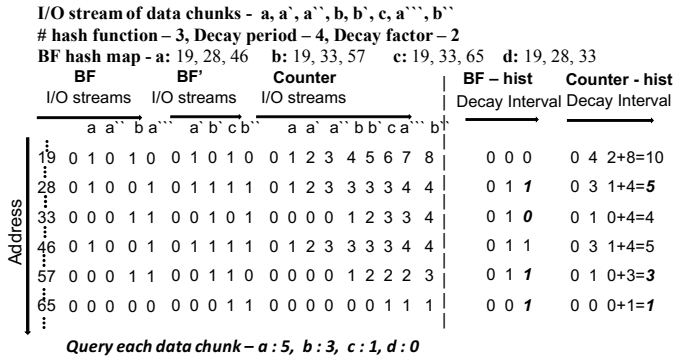 I/O stream of data chunks - a, a`, a``, b, b`, c, a```, b``
# hash function – 3, Decay period – 4, Decay factor – 2
BF hash map - a: 19, 28, 46 b: 19, 33, 57 c: 19, 33, 65 d: 19, 28, 33
BF BF' Counter BF – hist Counter - hist
I/O streams I/O streams I/O streams Decay Interval Decay Interval
a a`` b a``` a` b` c b`` a a` a`` b b` c a``` b``
19 0 1 0 1 0 0 1 0 1 0 0 1 2 3 4 5 6 7 8 0 0 0 0 4 2+8=10
28 0 1 0 0 1 1 0 1 1 1 0 1 2 3 3 3 3 4 4 0 1 1 0 3 1+4=5
33 0 0 0 1 1 0 0 1 0 1 0 0 0 0 1 2 3 3 4 0 1 0 0 1 0+4=4
46 0 1 0 0 1 0 1 1 1 1 0 1 2 3 3 3 3 4 4 0 1 1 0 3 1+4=5
57 0 0 0 1 1 0 0 1 1 0 0 0 0 0 1 2 2 2 3 0 1 1 0 1 0+3=3
65 0 0 0 0 0 0 0 0 1 1 0 0 0 0 0 0 1 1 1 0 0 1 0 0 0+1=1
Address
Query each data chunk – a : 5, b : 3, c : 1, d : 0